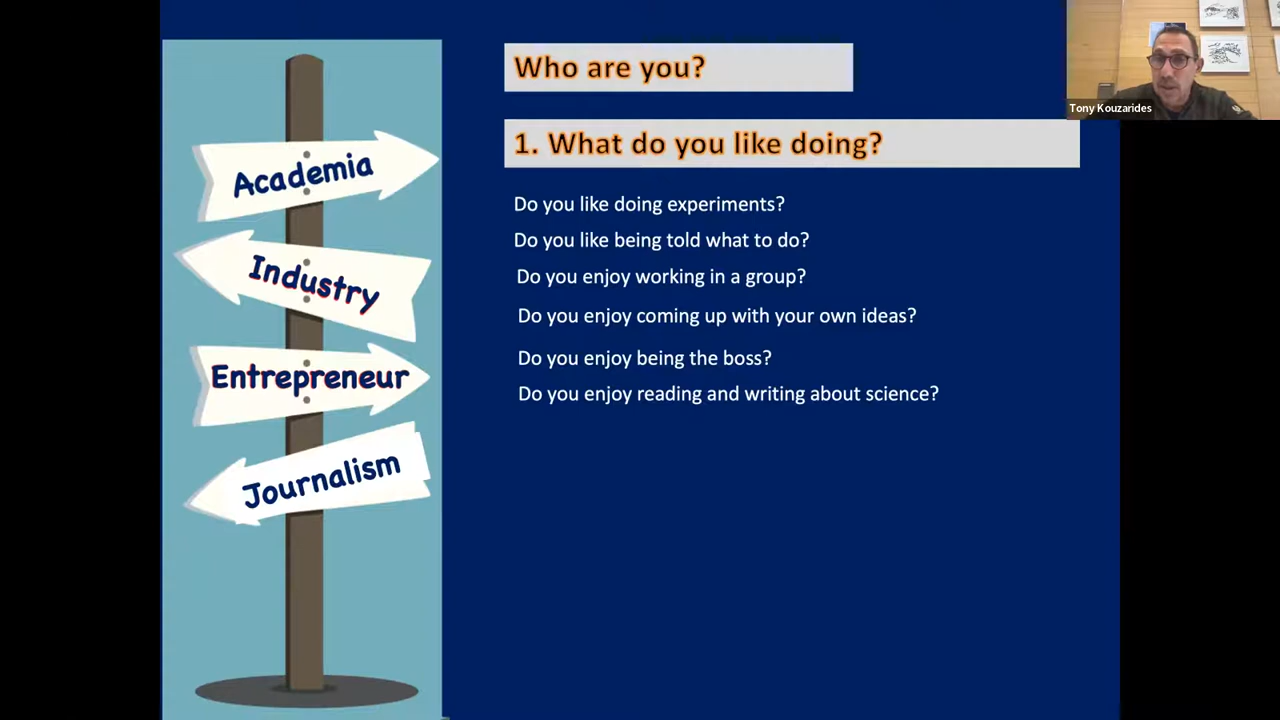 Who are you?
1. What do you like doing?
Do you like doing experiments?
Do you like being told what to do?
Do you enjoy working in a group?
Do you enjoy coming up with your own ideas?
Do you enjoy being the boss?
Do you enjoy reading and writing about science?
Academia
Industry
Entrepreneur
Journalism
Tony Kouzarides